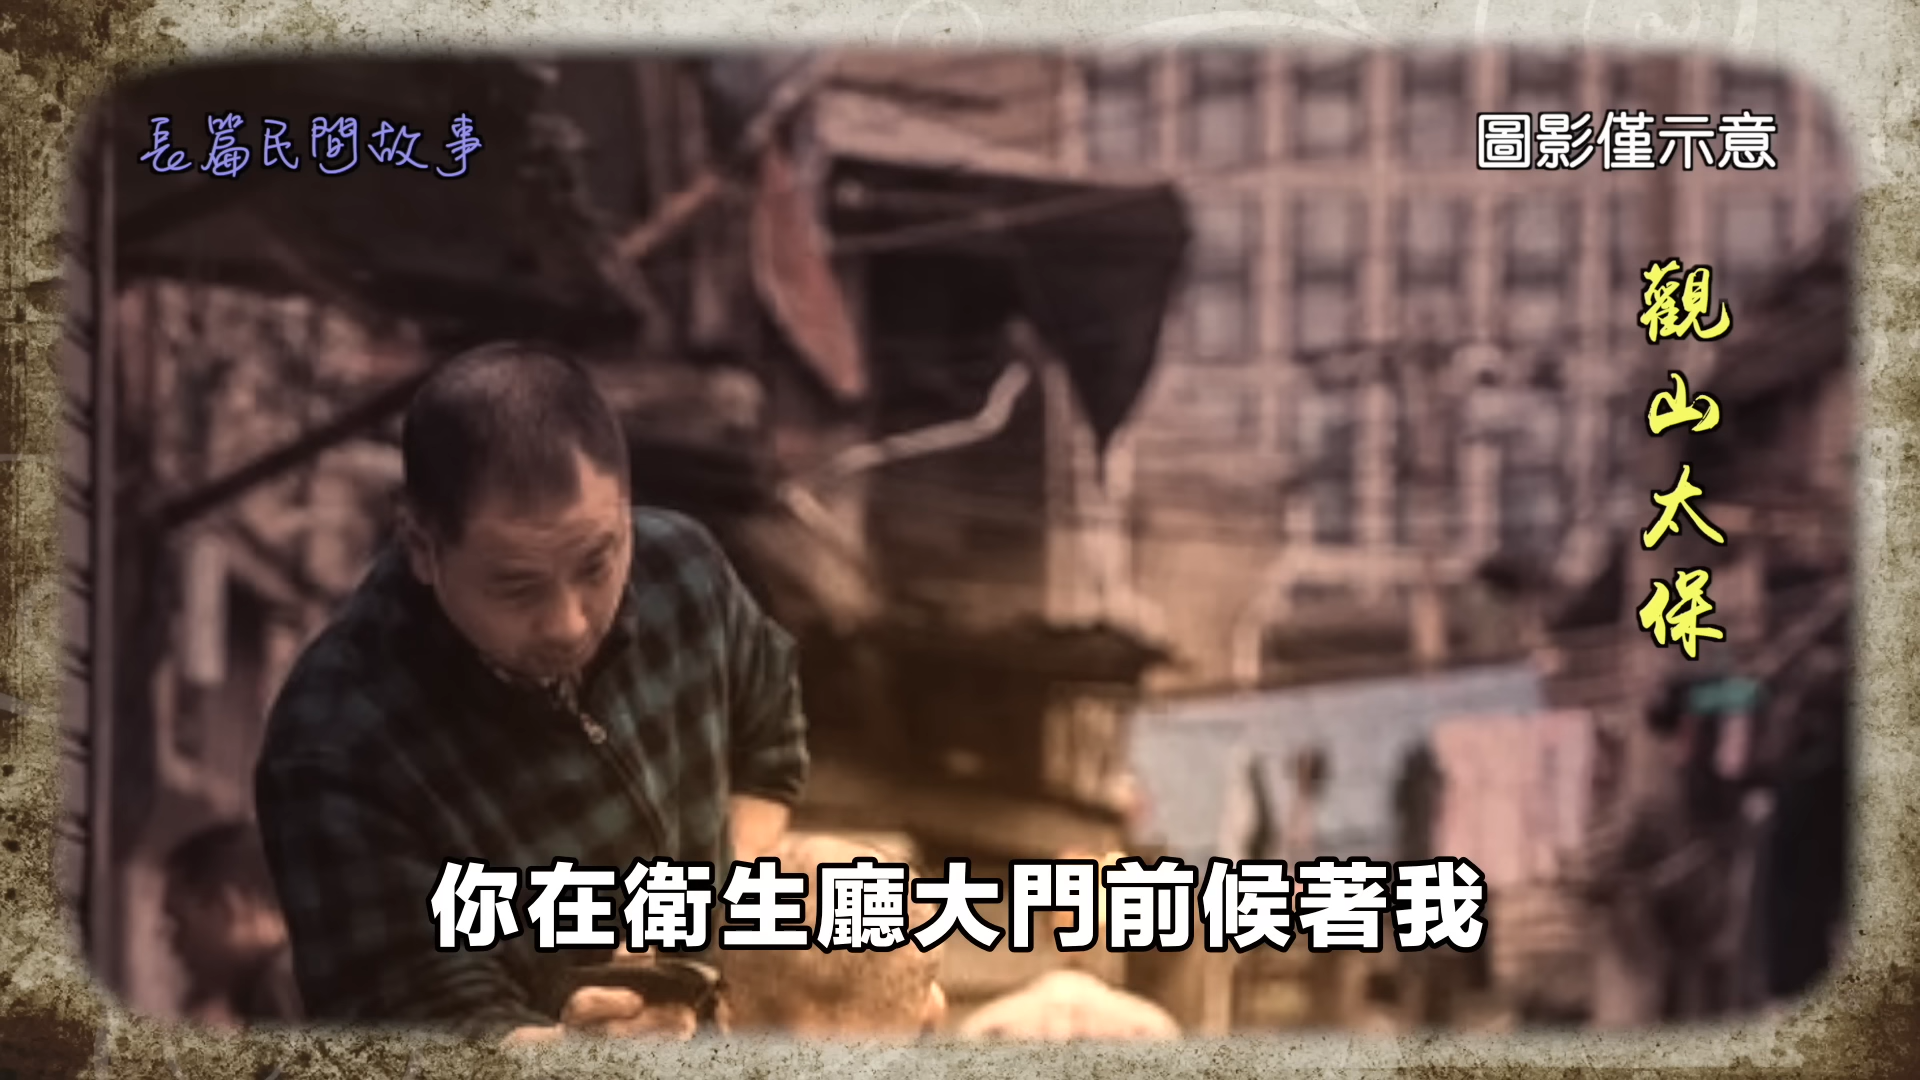 長篇民間故事
圖影僅示意
觀山太保
你在衛生廳大門前候著我